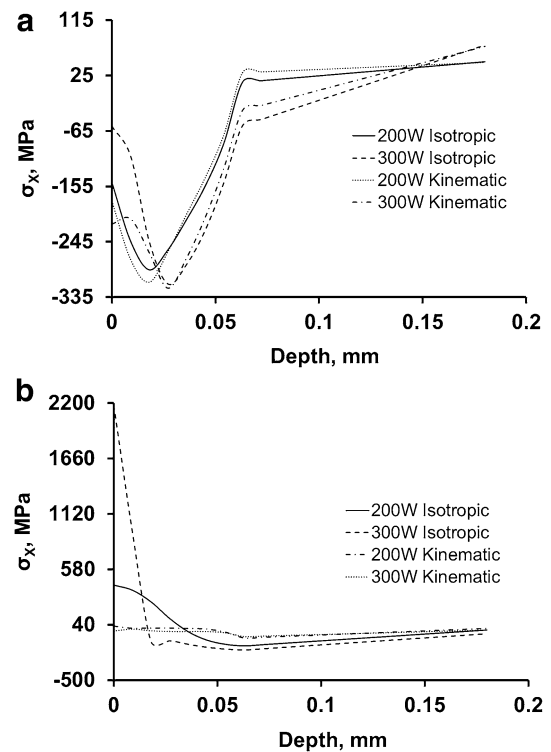 a
115
25
-65
-155
-245
-335
σX, MPa
200W Isotropic
300W Isotropic
200W Kinematic
300W Kinematic
0 0.05 0.1 0.15 0.2
Depth, mm
b
2200
1660
1120
580
40
-500
σX, MPa
200W Isotropic
300W Isotropic
200W Kinematic
300W Kinematic
0 0.05 0.1 0.15 0.2
Depth, mm